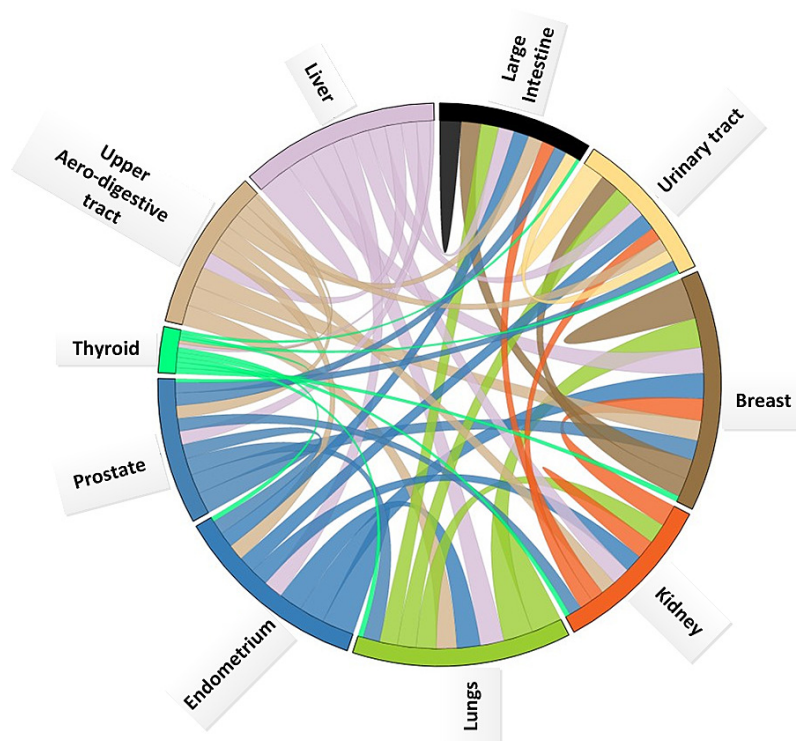 Large
Intestine
Urinary tract
Breast
Kidney
Lungs
Endometrium
Prostate
Thyroid
Upper
Aero-digestive
tract
Liver